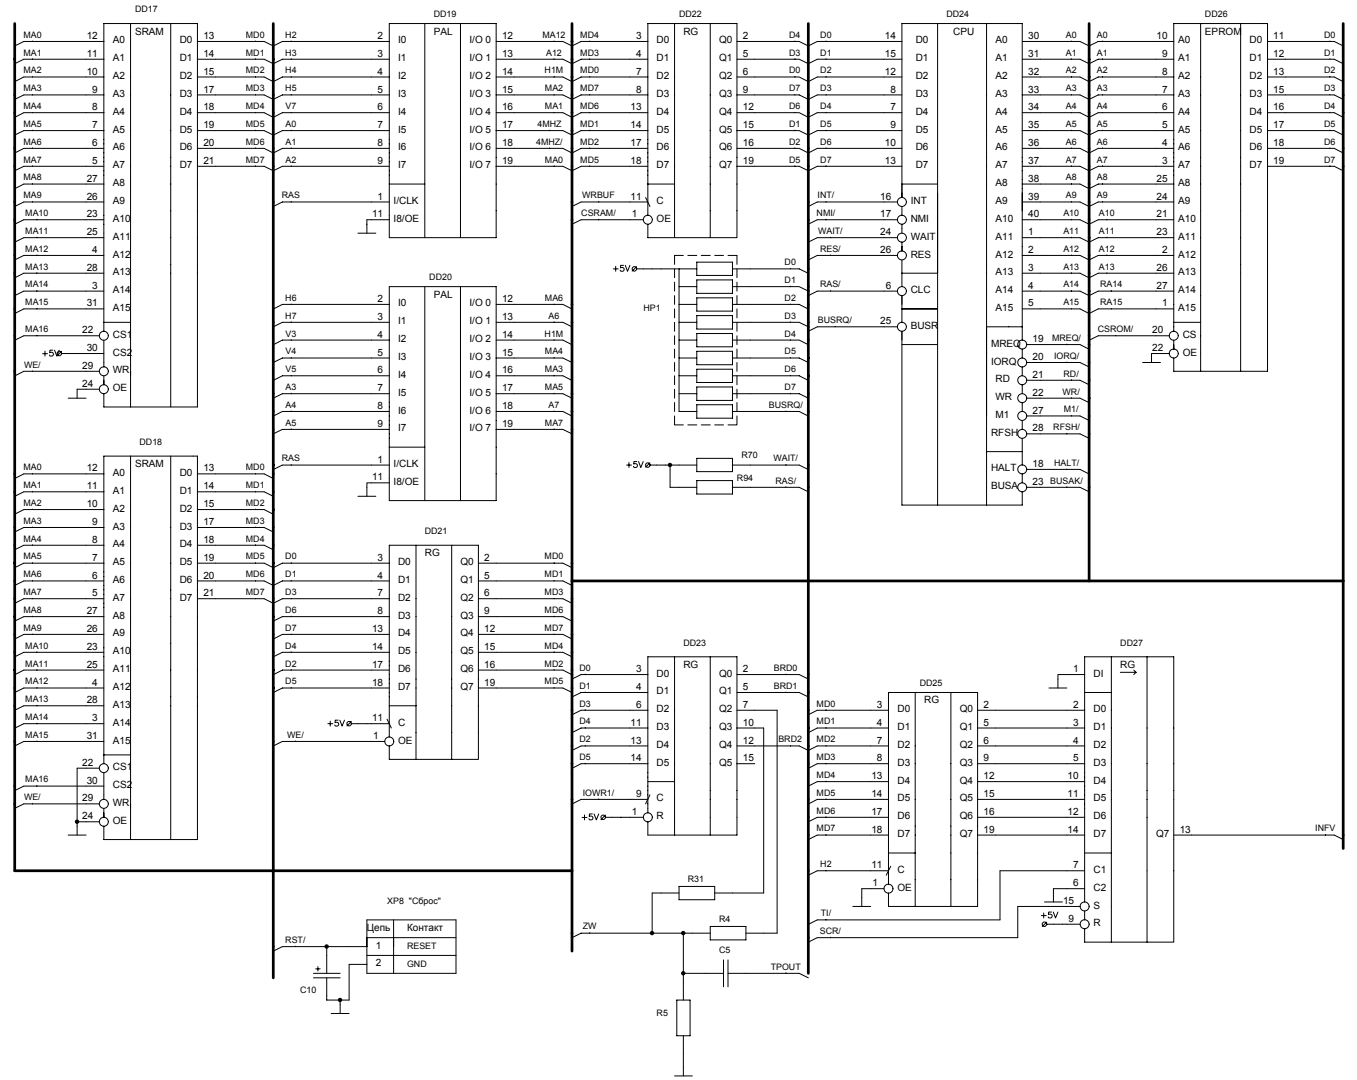 DD17
SRAM
MA0 12 A0 D0 13 MD0
MA1 11 A1 D1 14 MD1
MA2 10 A2 D2 15 MD2
MA3 9 A3 D3 17 MD3
MA4 8 A4 D4 18 MD4
MA5 7 A5 D5 19 MD5
MA6 6 A6 D6 20 MD6
MA7 5 A7 D7 21 MD7
MA8 27 A8
MA9 26 A9
MA10 23 A10
MA11 25 A11
MA12 4 A12
MA13 28 A13
MA14 3 A14
MA15 31 A15
MA16 22 CS1
+5V 30 CS2
WE/ 29 WR
24 OE
DD18
SRAM
MA0 12 A0 D0 13 MD0
MA1 11 A1 D1 14 MD1
MA2 10 A2 D2 15 MD2
MA3 9 A3 D3 17 MD3
MA4 8 A4 D4 18 MD4
MA5 7 A5 D5 19 MD5
MA6 6 A6 D6 20 MD6
MA7 5 A7 D7 21 MD7
MA8 27 A8
MA9 26 A9
MA10 23 A10
MA11 25 A11
MA12 4 A12
MA13 28 A13
MA14 3 A14
MA15 31 A15
22 CS1
MA16 30 CS2
WE/ 29 WR
24 OE
DD19
PAL
H2 2 I0 I/O 0 12 MA12
H3 3 I1 I/O 1 13 A12
H4 4 I2 I/O 2 14 H1M
H5 5 I3 I/O 3 15 MA2
V7 6 I4 I/O 4 16 MA1
A0 7 I5 I/O 5 17 4MHZ
A1 8 I6 I/O 6 18 4MHZ/
A2 9 I7 I/O 7 19 MA0
RAS 1 I/CLK
11 I8/OE
DD20
PAL
H6 2 I0 I/O 0 12 MA6
H7 3 I1 I/O 1 13 A6
V3 4 I2 I/O 2 14 H1M
V4 5 I3 I/O 3 15 MA4
V5 6 I4 I/O 4 16 MA3
A3 7 I5 I/O 5 17 MA5
A4 8 I6 I/O 6 18 A7
A5 9 I7 I/O 7 19 MA7
RAS 1 I/CLK
11 I8/OE
DD21
RG
D0 3 D0 Q0 2 MD0
D1 4 D1 Q1 5 MD1
D3 7 D2 Q2 6 MD3
D6 8 D3 Q3 9 MD6
D7 13 D4 Q4 12 MD7
D4 14 D5 Q5 15 MD4
D2 17 D6 Q6 16 MD2
D5 18 D7 Q7 19 MD5
+5V 11 C
WE/ 1 OE
XP8 "Сброс"
Цепь Контакт
1 RESET
2 GND
RST/
+
C10
DD22
RG
MD4 3 D0 Q0 2 D4
MD3 4 D1 Q1 5 D3
MD0 7 D2 Q2 6 D0
MD7 8 D3 Q3 9 D7
MD6 13 D4 Q4 12 D6
MD1 14 D5 Q5 15 D1
MD2 17 D6 Q6 16 D2
MD5 18 D7 Q7 19 D5
WRBUF 11 C
CSRAM/ 1 OE
+5V
HP1
D0
D1
D2
D3
D4
D5
D6
D7
BUSRQ/
+5V
R70 WAIT/
R94 RAS/
DD23
RG
D0 3 D0 Q0 2 BRD0
D1 4 D1 Q1 5 BRD1
D3 6 D2 Q2 7
D4 11 D3 Q3 10
D2 13 D4 Q4 12 BRD2
D5 14 D5 Q5 15
IOWR1/ 9 C
+5V 1 R
R31
ZW R4
C5
TPOUT
R5
DD24
CPU
D0 14 D0 A0 30 A0
D1 15 D1 A1 31 A1
D2 12 D2 A2 32 A2
D3 8 D3 A3 33 A3
D4 7 D4 A4 34 A4
D5 9 D5 A5 35 A5
D6 10 D6 A6 36 A6
D7 13 D7 A7 37 A7
A8 38 A8
INT/ 16 INT A9 39 A9
NMI/ 17 NMI A10 40 A10
WAIT/ 24 WAIT A11 1 A11
RES/ 26 RES A12 2 A12
A13 3 A13
RAS/ 6 CLC A14 4 A14
A15 5 A15
BUSRQ/ 25 BUSR
MREQ 19 MREQ/
IORQ 20 IORQ/
RD 21 RD/
WR 22 WR/
M1 27 M1/
RFSH 28 RFSH/
HALT 18 HALT/
BUSA 23 BUSAK/
DD26
EPROM
A0 10 A0 D0 11 D0
A1 9 A1 D1 12 D1
A2 8 A2 D2 13 D2
A3 7 A3 D3 15 D3
A4 6 A4 D4 16 D4
A5 5 A5 D5 17 D5
A6 4 A6 D6 18 D6
A7 3 A7 D7 19 D7
A8 25 A8
A9 24 A9
A10 21 A10
A11 23 A11
A12 2 A12
A13 26 A13
RA14 27 A14
RA15 1 A15
CSROM/ 20 CS
22 OE
DD25
RG
MD0 3 D0 Q0 2
MD1 4 D1 Q1 5
MD2 7 D2 Q2 6
MD3 8 D3 Q3 9
MD4 13 D4 Q4 12
MD5 14 D5 Q5 15
MD6 17 D6 Q6 16
MD7 18 D7 Q7 19
H2 11 C
1 OE
TI/
SCR/
DD27
RG →
1 DI
2 D0
3 D1
4 D2
5 D3
10 D4
11 D5
12 D6
14 D7 Q7 13 INFV
7 C1
6 C2
15 S
+5V 9 R